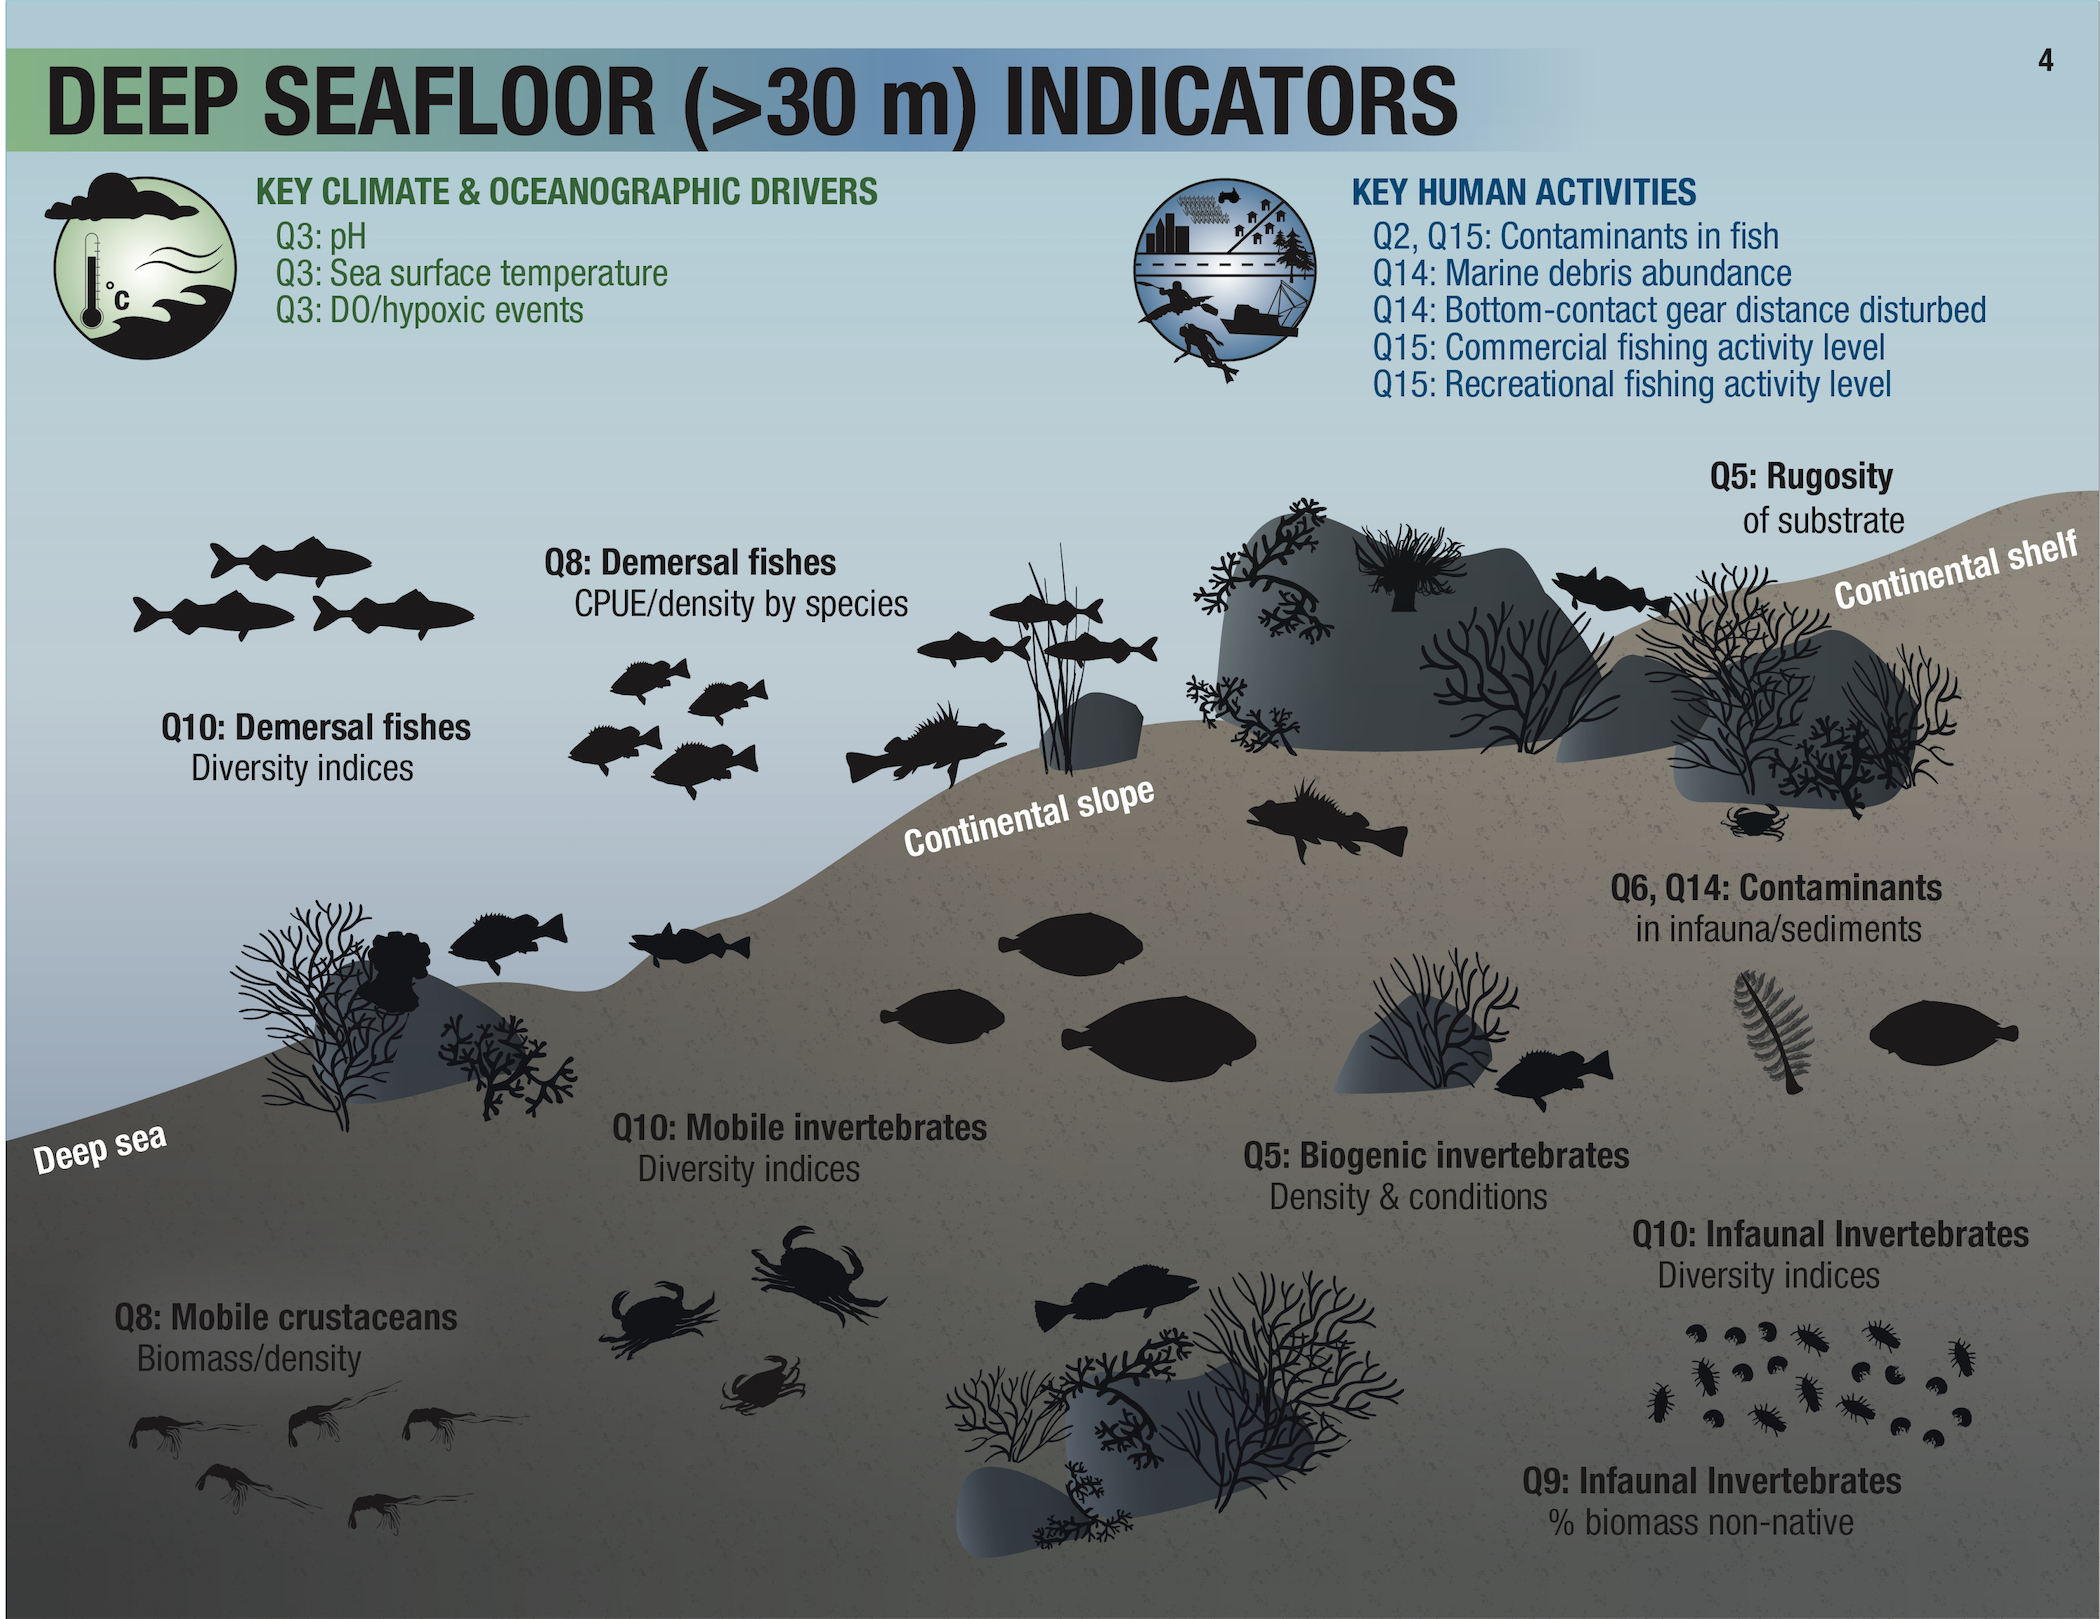 4
DEEP SEAFLOOR (>30 m) INDICATORS
KEY CLIMATE & OCEANOGRAPHIC DRIVERS
Q3: pH
Q3: Sea surface temperature
Q3: DO/hypoxic events
°C
KEY HUMAN ACTIVITIES
Q2, Q15: Contaminants in fish
Q14: Marine debris abundance
Q14: Bottom-contact gear distance disturbed
Q15: Commercial fishing activity level
Q15: Recreational fishing activity level
Q5: Rugosity
of substrate
Continental shelf
Q8: Demersal fishes
CPUE/density by species
Q10: Demersal fishes
Diversity indices
Continental slope
Q6, Q14: Contaminants
in infauna/sediments
Deep sea
Q10: Mobile invertebrates
Diversity indices
Q5: Biogenic invertebrates
Density & conditions
Q10: Infaunal Invertebrates
Diversity indices
Q8: Mobile crustaceans
Biomass/density
Q9: Infaunal Invertebrates
% biomass non-native